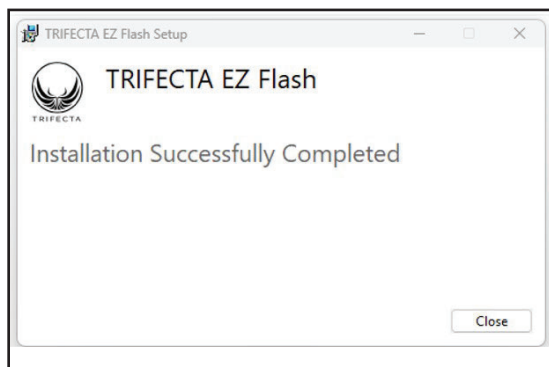 TRIFECTA EZ Flash Setup
TRIFECTA EZ Flash
TRIFECTA
Installation Successfully Completed
Close